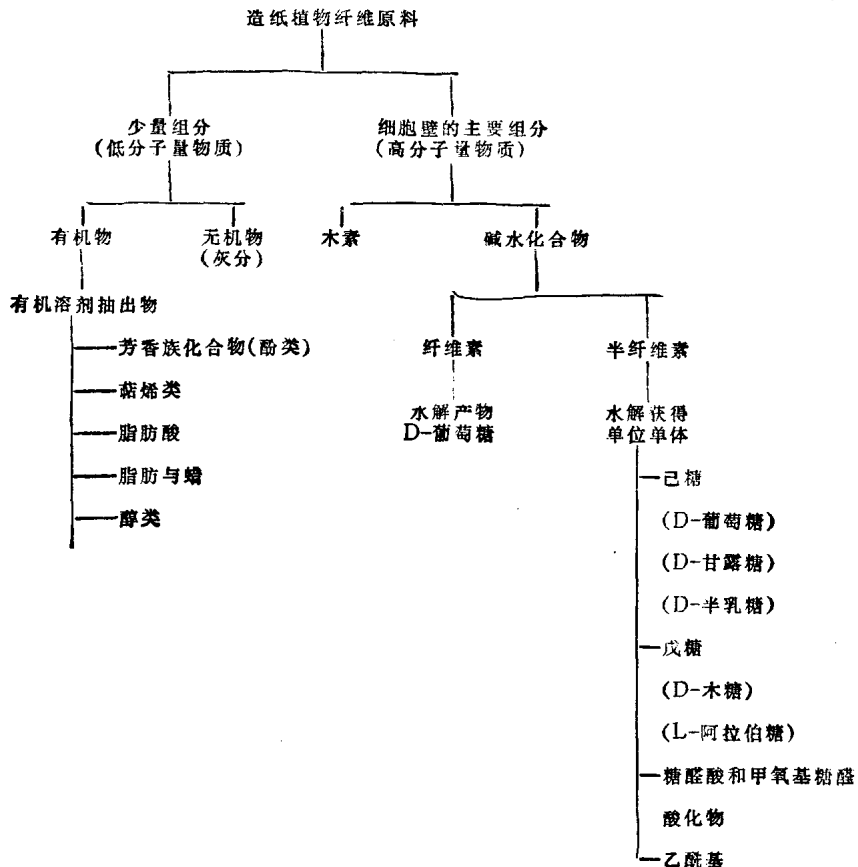 造纸植物纤维原料
少量组分
(低分子量物质)
细胞壁的主要组分
(高分子量物质)
有机物
无机物
(灰分)
木素
碱水化合物
有机溶剂抽出物
芳香族化合物(酚类)
萜烯类
脂肪酸
脂肪与蜡
醇类
纤维素
水解产物
D-葡萄糖
半纤维素
水解获得
单位单体
己糖
(D-葡萄糖)
(D-甘露糖)
(D-半乳糖)
戊糖
(D-木糖)
(L-阿拉伯糖)
糖醛酸和甲氧基糖醛
酸化物
乙酰基